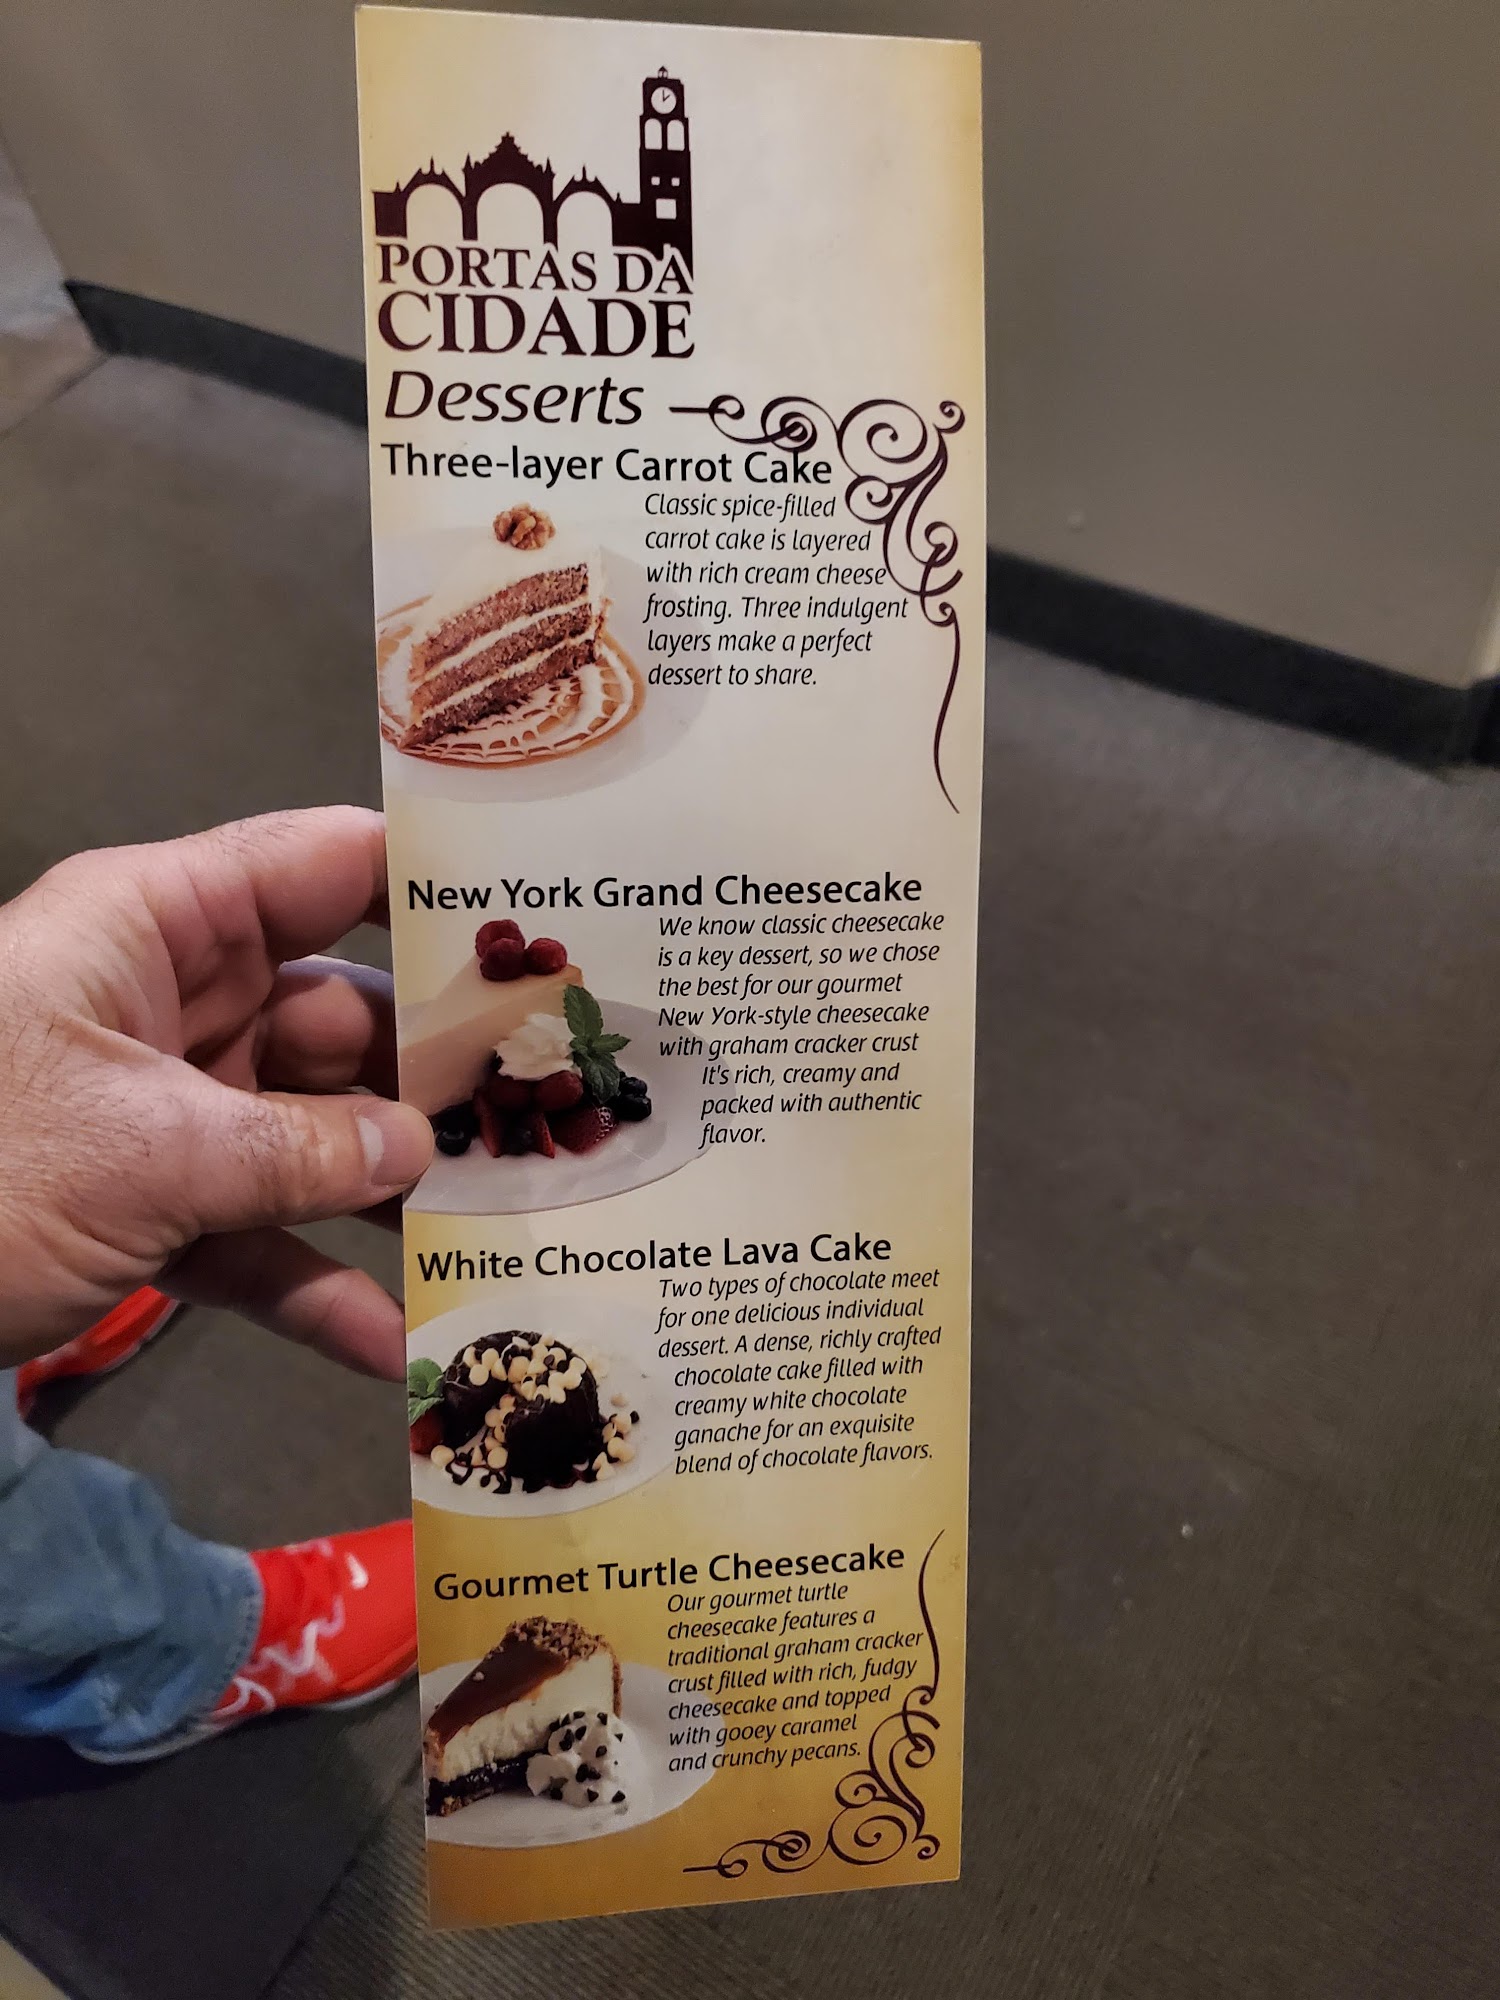 PORTAS DA
CIDADE
Desserts
Three-layer Carrot Cake
Classic spice-filled
carrot cake is layered
with rich cream cheese
frosting. Three indulgent
layers make a perfect
dessert to share.
New York Grand Cheesecake
We know classic cheesecake
is a key dessert, so we chose
the best for our gourmet
New York-style cheesecake
with graham cracker crust
It's rich, creamy and
packed with authentic
flavor.
White Chocolate Lava Cake
Two types of chocolate meet
for one delicious individual
dessert. A dense, richly crafted
chocolate cake filled with
creamy white chocolate
ganache for an exquisite
blend of chocolate flavors.
Gourmet Turtle Cheesecake
Our gourmet turtle
cheesecake features a
traditional graham cracker
crust filled with rich, fudgy
cheesecake and topped
with gooey caramel
and crunchy pecans.